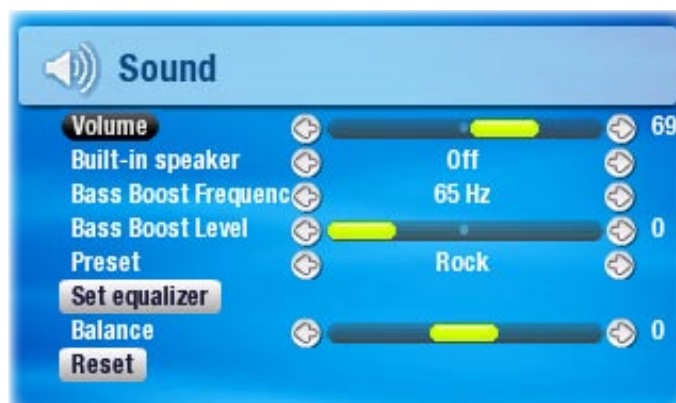 Sound
Volume 69
Built-in speaker Off
Bass Boost Frequenc 65 Hz
Bass Boost Level 0
Preset Rock
Set equalizer
Balance 0
Reset